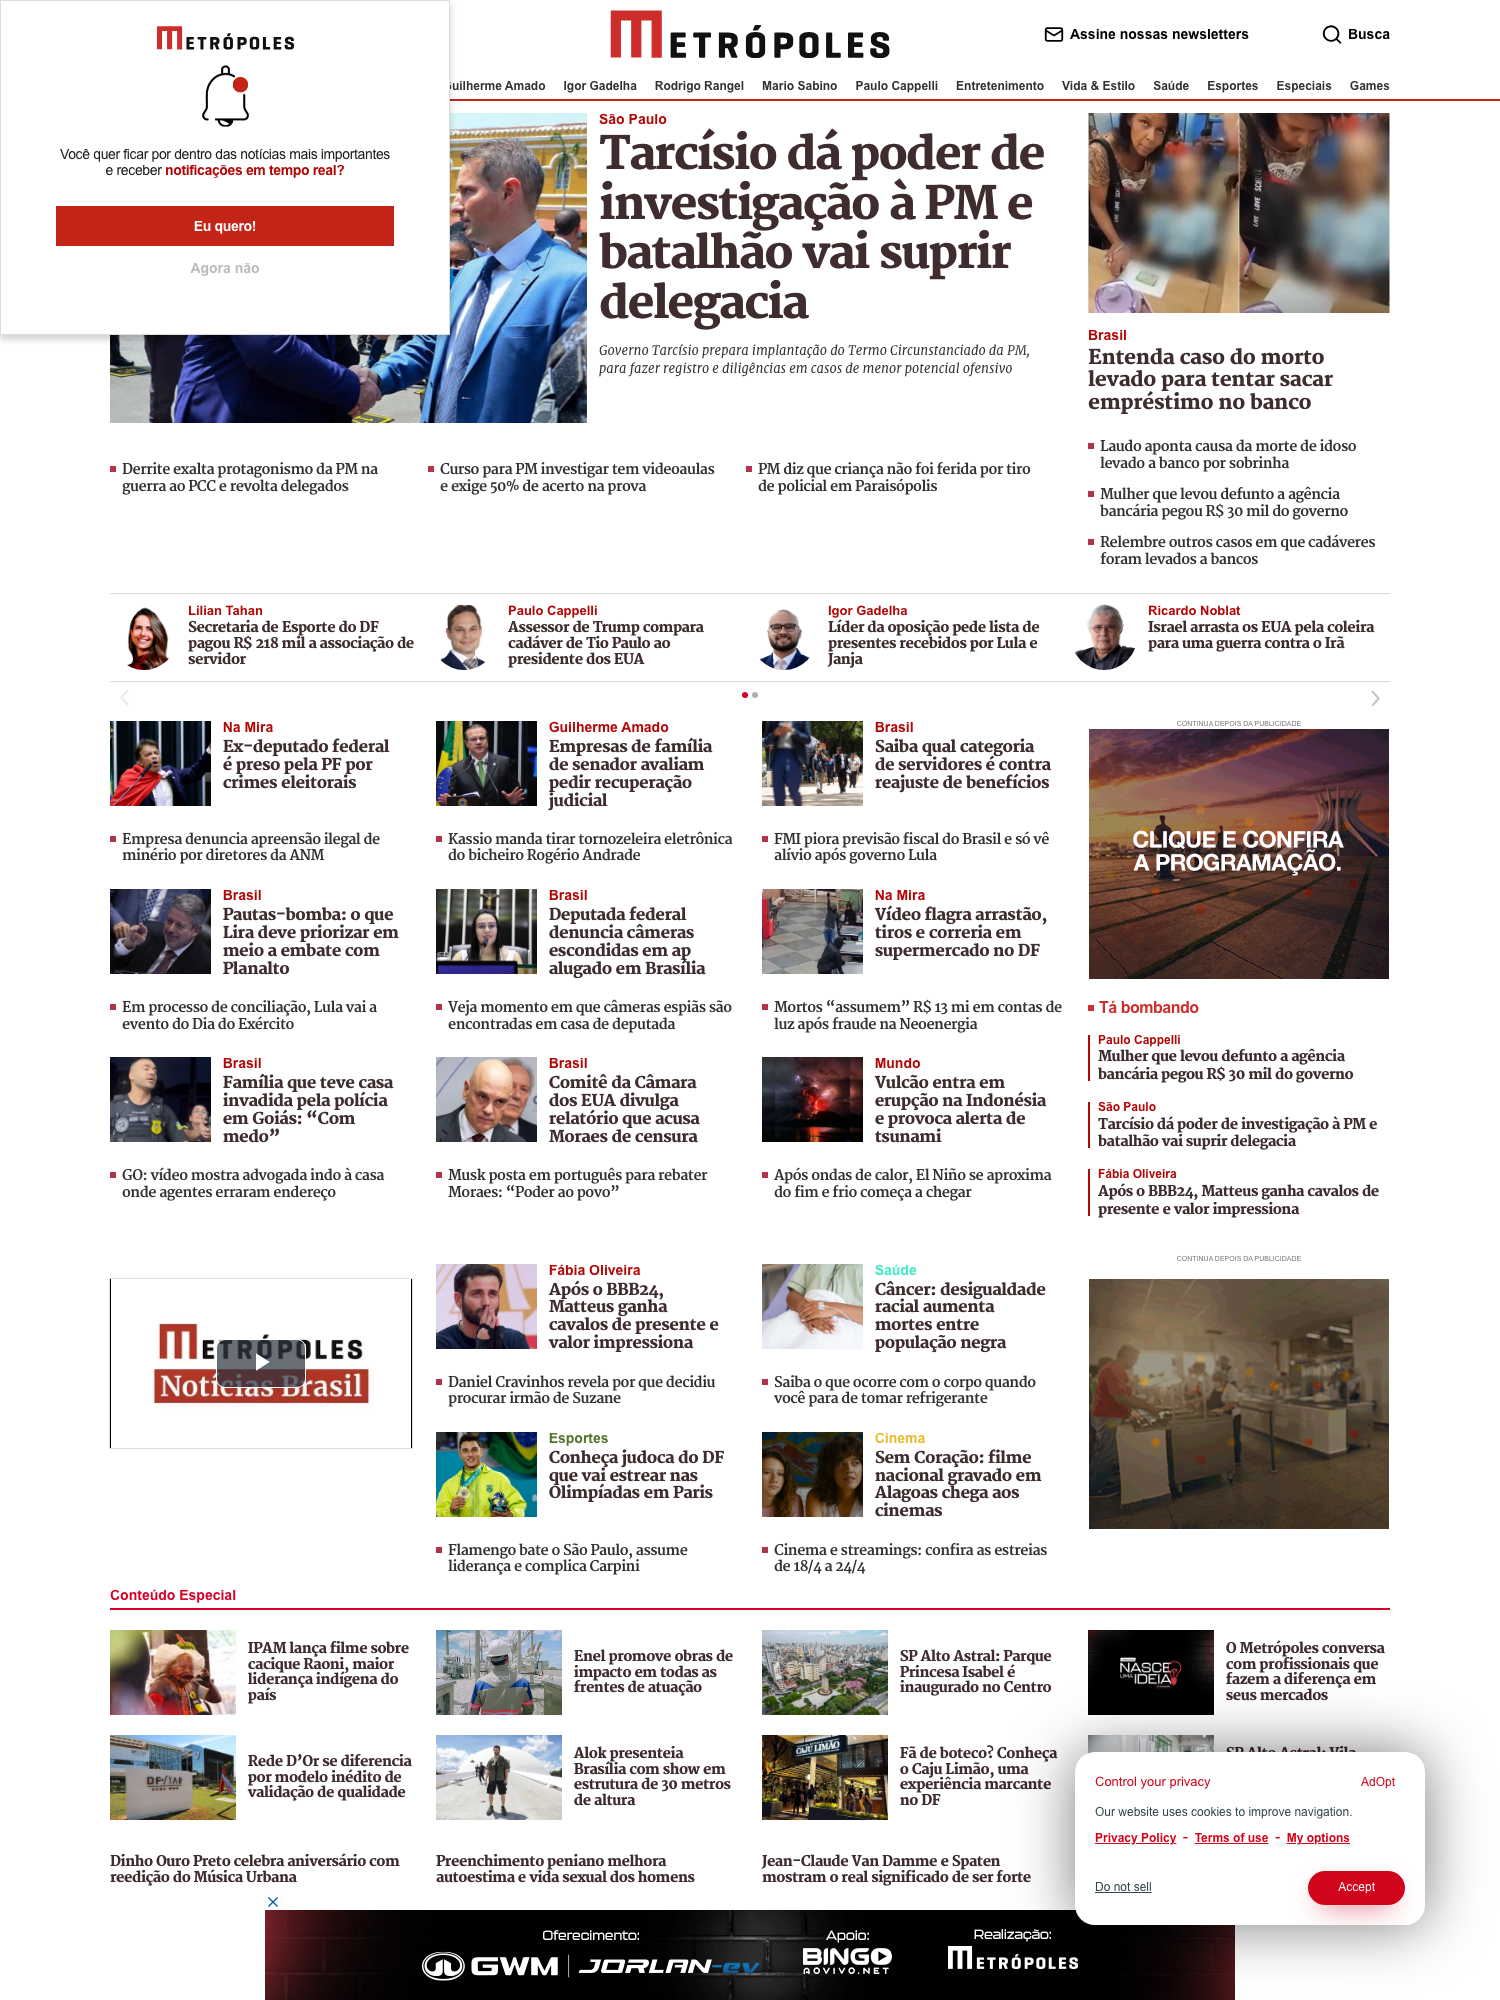 METRÓPOLES
Você quer ficar por dentro das notícias mais importantes
e receber notificações em tempo real?
Eu quero!
Agora não
METRÓPOLES
Assine nossas newsletters
Busca
Guilherme Amado Igor Gadelha Rodrigo Rangel Mario Sabino Paulo Cappelli Entretenimento Vida & Estilo Saúde Esportes Especiais Games
São Paulo
Tarcísio dá poder de
investigação à PM e
batalhão vai suprir
delegacia
Governo Tarcísio prepara implantação do Termo Circunstanciado da PM,
para fazer registro e diligências em casos de menor potencial ofensivo
Brasil
Entenda caso do morto
levado para tentar sacar
empréstimo no banco
Derrite exalta protagonismo da PM na
guerra ao PCC e revolta delegados
Curso para PM investigar tem videoaulas
e exige 50% de acerto na prova
PM diz que criança não foi ferida por tiro
de policial em Paraisópolis
Laudo aponta causa da morte de idoso
levado a banco por sobrinha
Mulher que levou defunto a agência
bancária pegou R$ 30 mil do governo
Relembre outros casos em que cadáveres
foram levados a bancos
Lilian Tahan
Secretaria de Esporte do DF
pagou R$ 218 mil a associação de
servidor
Paulo Cappelli
Assessor de Trump compara
cadáver de Tio Paulo ao
presidente dos EUA
Igor Gadelha
Líder da oposição pede lista de
presentes recebidos por Lula e
Janja
Ricardo Noblat
Israel arrasta os EUA pela coleira
para uma guerra contra o Irã
Na Mira
Ex-deputado federal
é preso pela PF por
crimes eleitorais
Empresa denuncia apreensão ilegal de
minério por diretores da ANM
Guilherme Amado
Empresas de família
de senador avaliam
pedir recuperação
judicial
Kassio manda tirar tornozeleira eletrônica
do bicheiro Rogério Andrade
Brasil
Saiba qual categoria
de servidores é contra
reajuste de benefícios
FMI piora previsão fiscal do Brasil e só vê
alívio após governo Lula
CONTINUA DEPOIS DA PUBLICIDADE
CLIQUE E CONFIRA
A PROGRAMAÇÃO.
Brasil
Pautas-bomba: o que
Lira deve priorizar em
meio a embate com
Planalto
Em processo de conciliação, Lula vai a
evento do Dia do Exército
Brasil
Deputada federal
denuncia câmeras
escondidas em ap
alugado em Brasília
Veja momento em que câmeras espiãs são
encontradas em casa de deputada
Na Mira
Vídeo flagra arrastão,
tiros e correria em
supermercado no DF
Mortos “assumem” R$ 13 mi em contas de
luz após fraude na Neoenergia
Tá bombando
Paulo Cappelli
Mulher que levou defunto a agência
bancária pegou R$ 30 mil do governo
São Paulo
Tarcísio dá poder de investigação à PM e
batalhão vai suprir delegacia
Fábia Oliveira
Após o BBB24, Matteus ganha cavalos de
presente e valor impressiona
Brasil
Família que teve casa
invadida pela polícia
em Goiás: “Com
medo”
GO: vídeo mostra advogada indo à casa
onde agentes erraram endereço
Brasil
Comitê da Câmara
dos EUA divulga
relatório que acusa
Moraes de censura
Musk posta em português para rebater
Moraes: “Poder ao povo”
Mundo
Vulcão entra em
erupção na Indonésia
e provoca alerta de
tsunami
Após ondas de calor, El Niño se aproxima
do fim e frio começa a chegar
METRÓPOLES
Notícias Brasil
Fábia Oliveira
Após o BBB24,
Matteus ganha
cavalos de presente e
valor impressiona
Daniel Cravinhos revela por que decidiu
procurar irmão de Suzane
Saúde
Câncer: desigualdade
racial aumenta
mortes entre
população negra
Saiba o que ocorre com o corpo quando
você para de tomar refrigerante
CONTINUA DEPOIS DA PUBLICIDADE
Esportes
Conheça judoca do DF
que vai estrear nas
Olimpíadas em Paris
Flamengo bate o São Paulo, assume
liderança e complica Carpini
Cinema
Sem Coração: filme
nacional gravado em
Alagoas chega aos
cinemas
Cinema e streamings: confira as estreias
de 18/4 a 24/4
Conteúdo Especial
IPAM lança filme sobre
cacique Raoni, maior
liderança indígena do
país
Enel promove obras de
impacto em todas as
frentes de atuação
SP Alto Astral: Parque
Princesa Isabel é
inaugurado no Centro
NASCE
UMA IDEIA
O Metrópoles conversa
com profissionais que
fazem a diferença em
seus mercados
DF STAR
Rede D’Or se diferencia
por modelo inédito de
validação de qualidade
Alok presenteia
Brasília com show em
estrutura de 30 metros
de altura
CAJU LIMÃO
Fã de boteco? Conheça
o Caju Limão, uma
experiência marcante
no DF
SP Alto Astral: Vila
Dinho Ouro Preto celebra aniversário com
reedição do Música Urbana
Preenchimento peniano melhora
autoestima e vida sexual dos homens
Jean-Claude Van Damme e Spaten
mostram o real significado de ser forte
Control your privacy
AdOpt
Our website uses cookies to improve navigation.
Privacy Policy - Terms of use - My options
Do not sell
Accept
Oferecimento:
GWM JORLAN-ev
Apoio:
BINGO
AOVIVO.NET
Realização:
METRÓPOLES